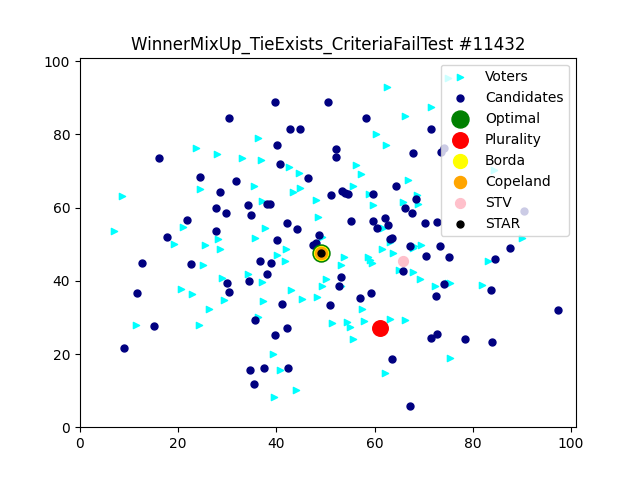 WinnerMixUp_TieExists_CriteriaFailTest #11432
100
80
60
40
20
0
0 20 40 60 80 100
Voters
Candidates
Optimal
Plurality
Borda
Copeland
STV
STAR